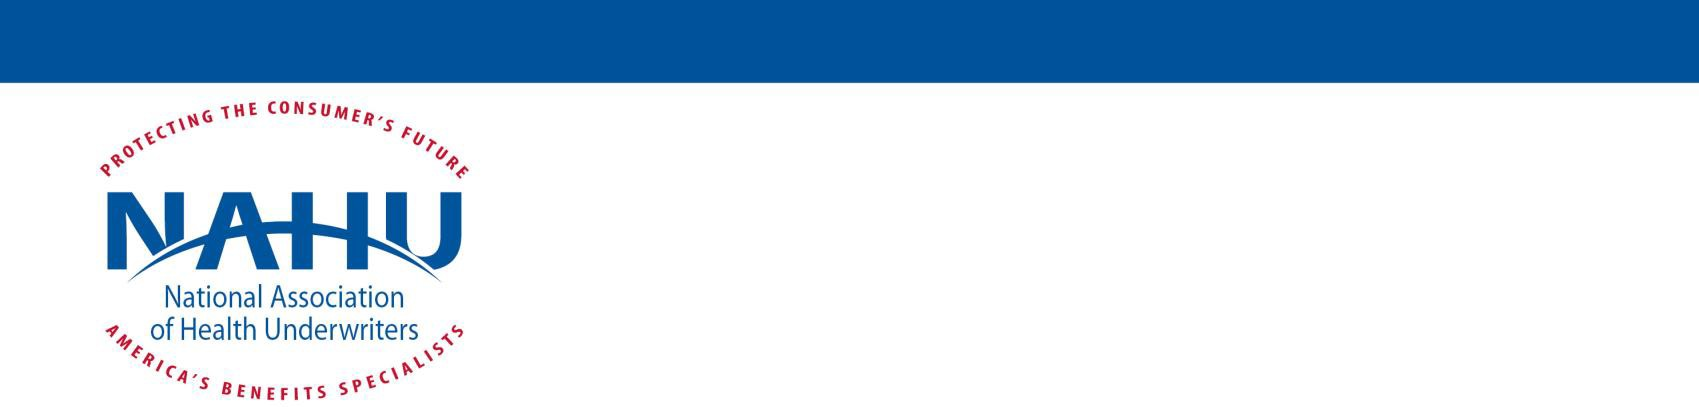 PROTECTING THE CONSUMER'S FUTURE
NAHU
National Association
of Health Underwriters
AMERICA'S BENEFITS SPECIALISTS